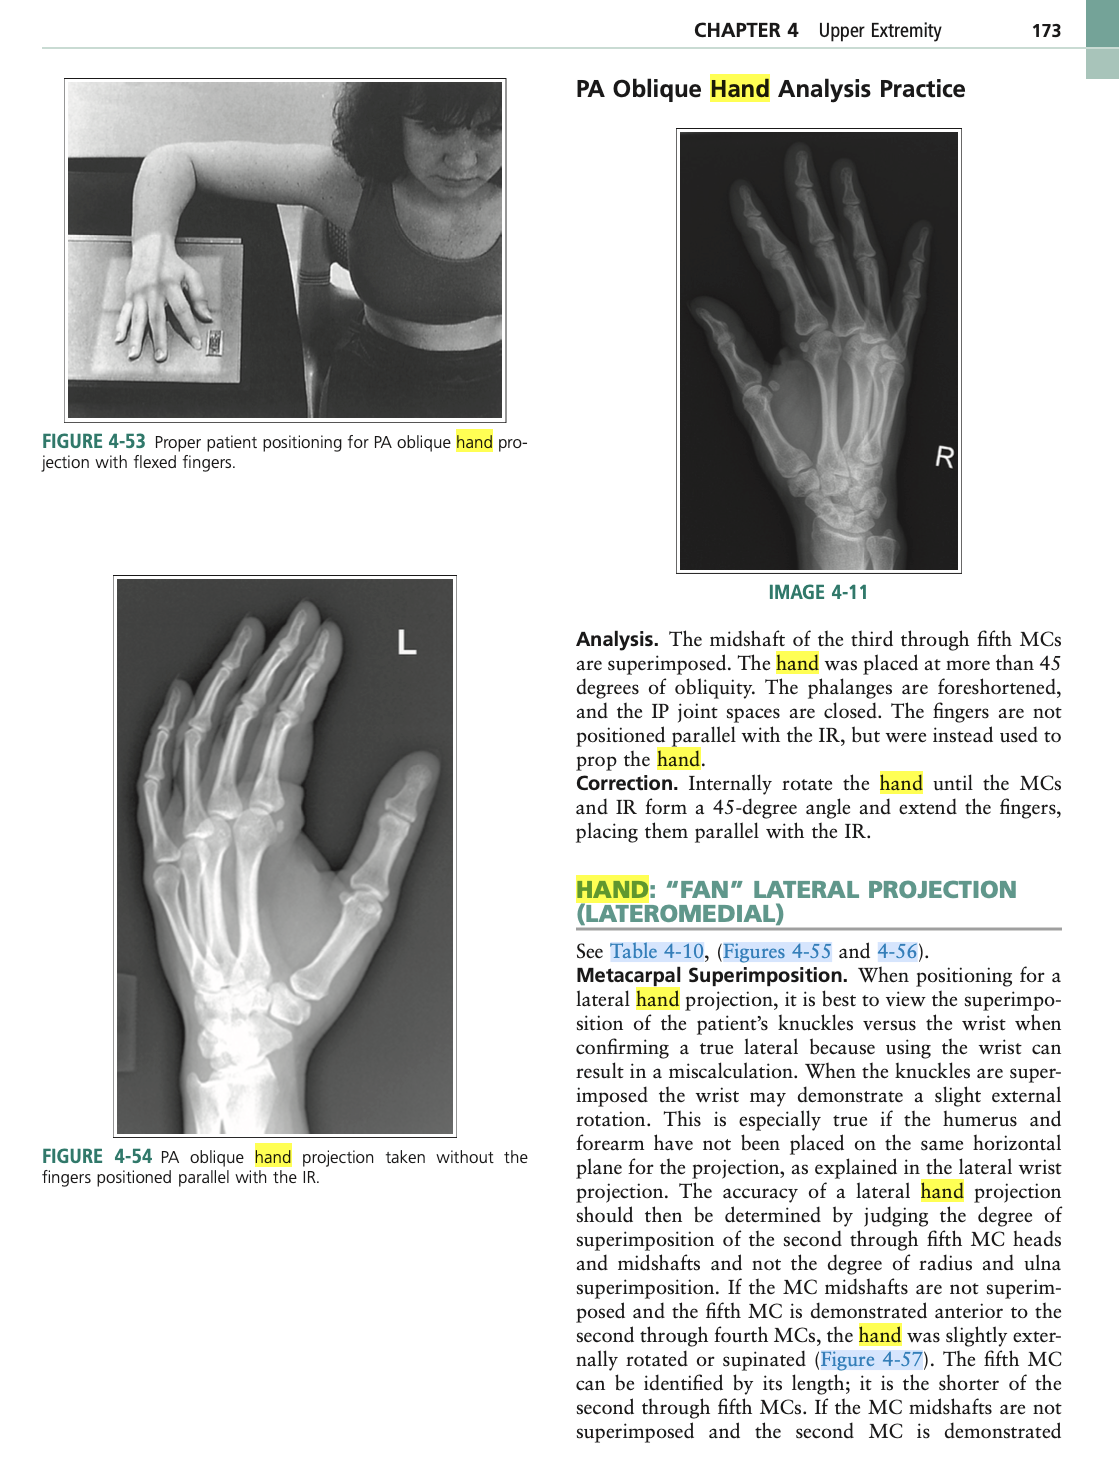 CHAPTER 4 Upper Extremity 173
FIGURE 4-53 Proper patient positioning for PA oblique hand pro-
jection with flexed fingers.
L
FIGURE 4-54 PA oblique hand projection taken without the
fingers positioned parallel with the IR.
PA Oblique Hand Analysis Practice
R
IMAGE 4-11
Analysis. The midshaft of the third through fifth MCs
are superimposed. The hand was placed at more than 45
degrees of obliquity. The phalanges are foreshortened,
and the IP joint spaces are closed. The fingers are not
positioned parallel with the IR, but were instead used to
prop the hand.
Correction. Internally rotate the hand until the MCs
and IR form a 45-degree angle and extend the fingers,
placing them parallel with the IR.
HAND: “FAN” LATERAL PROJECTION
(LATEROMEDIAL)
See Table 4-10, (Figures 4-55 and 4-56).
Metacarpal Superimposition. When positioning for a
lateral hand projection, it is best to view the superimpo-
sition of the patient’s knuckles versus the wrist when
confirming a true lateral because using the wrist can
result in a miscalculation. When the knuckles are super-
imposed the wrist may demonstrate a slight external
rotation. This is especially true if the humerus and
forearm have not been placed on the same horizontal
plane for the projection, as explained in the lateral wrist
projection. The accuracy of a lateral hand projection
should then be determined by judging the degree of
superimposition of the second through fifth MC heads
and midshafts and not the degree of radius and ulna
superimposition. If the MC midshafts are not superim-
posed and the fifth MC is demonstrated anterior to the
second through fourth MCs, the hand was slightly exter-
nally rotated or supinated (Figure 4-57). The fifth MC
can be identified by its length; it is the shorter of the
second through fifth MCs. If the MC midshafts are not
superimposed and the second MC is demonstrated